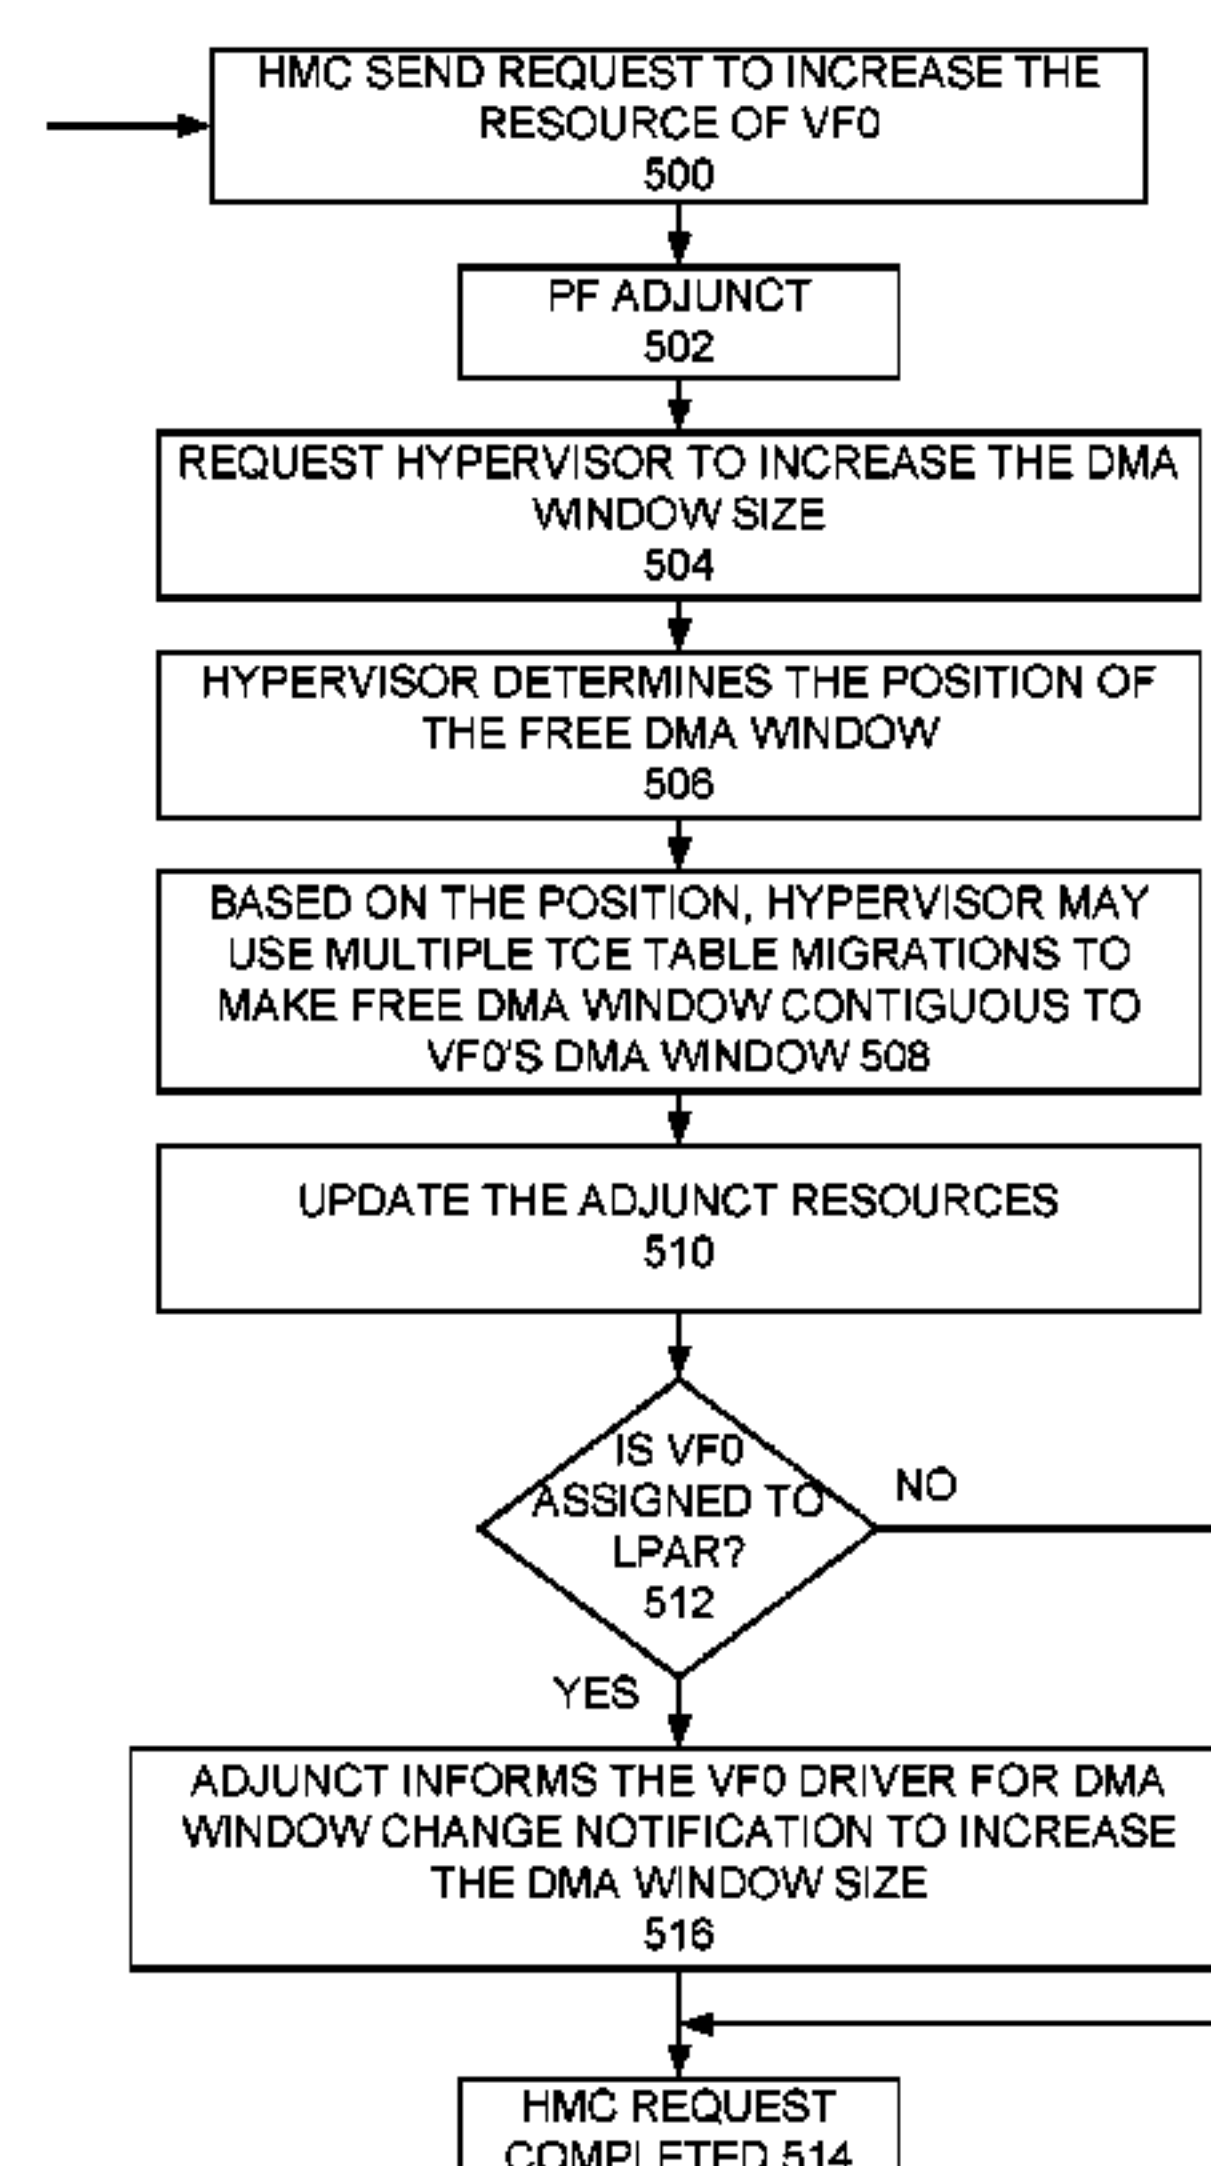 HMC SEND REQUEST TO INCREASE THE
RESOURCE OF VF0
500
PF ADJUNCT
502
REQUEST HYPERVISOR TO INCREASE THE DMA
WINDOW SIZE
504
HYPERVISOR DETERMINES THE POSITION OF
THE FREE DMA WINDOW
506
BASED ON THE POSITION, HYPERVISOR MAY
USE MULTIPLE TCE TABLE MIGRATIONS TO
MAKE FREE DMA WINDOW CONTIGUOUS TO
VF0'S DMA WINDOW 508
UPDATE THE ADJUNCT RESOURCES
510
IS VF0
ASSIGNED TO
LPAR?
512
NO
YES
ADJUNCT INFORMS THE VF0 DRIVER FOR DMA
WINDOW CHANGE NOTIFICATION TO INCREASE
THE DMA WINDOW SIZE
516
HMC REQUEST
COMPLETED 514